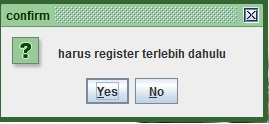 confirm
harus register terlebih dahulu
Yes No